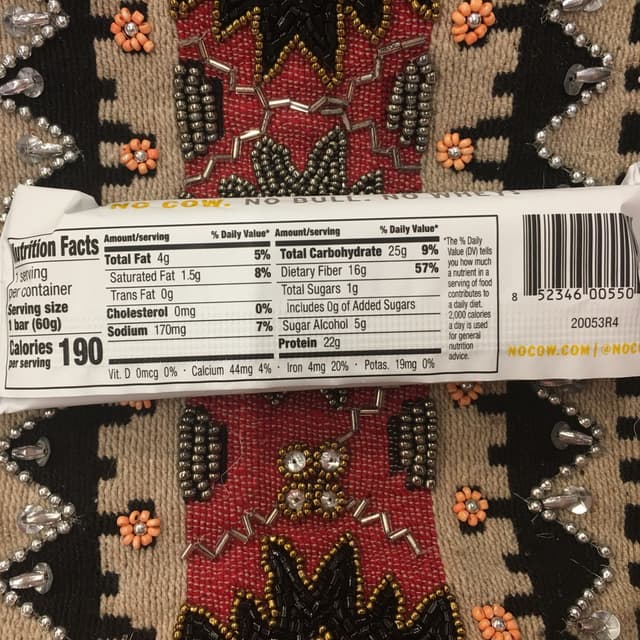 NO COW. NO BULL. NO WHEY.
Nutrition Facts
1 serving
per container
Serving size
1 bar (60g)
Calories 190
per serving
Amount/serving % Daily Value*
Total Fat 4g 5%
Saturated Fat 1.5g 8%
Trans Fat 0g
Cholesterol 0mg 0%
Sodium 170mg 7%
Amount/serving % Daily Value*
Total Carbohydrate 25g 9%
Dietary Fiber 16g 57%
Total Sugars 1g
Includes 0g of Added Sugars
Sugar Alcohol 5g
Protein 22g
Vit. D 0mcg 0% · Calcium 44mg 4% · Iron 4mg 20% · Potas. 19mg 0%
*The % Daily
Value (DV) tells
you how much
a nutrient in a
serving of food
contributes to
a daily diet.
2,000 calories
a day is used
for general
nutrition
advice.
8 52346 00550
20053R4
NOCOW.COM | @NOC